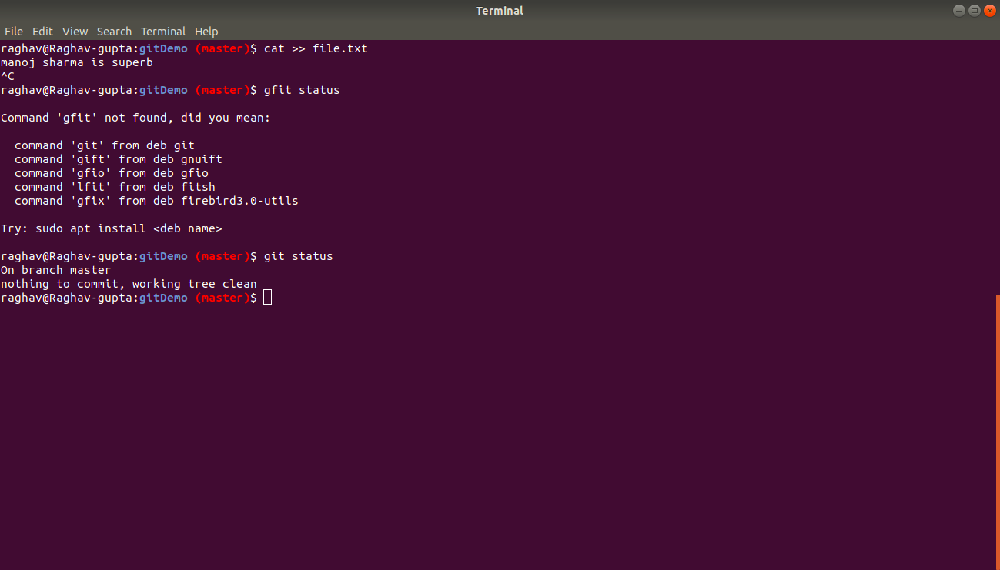 Terminal
File Edit View Search Terminal Help
raghav@Raghav-gupta:gitDemo (master)$ cat >> file.txt
manoj sharma is superb
^C
raghav@Raghav-gupta:gitDemo (master)$ gfit status
Command 'gfit' not found, did you mean:
command 'git' from deb git
command 'gift' from deb gnuift
command 'gfio' from deb gfio
command 'lfit' from deb fitsh
command 'gfix' from deb firebird3.0-utils
Try: sudo apt install <deb name>
raghav@Raghav-gupta:gitDemo (master)$ git status
On branch master
nothing to commit, working tree clean
raghav@Raghav-gupta:gitDemo (master)$